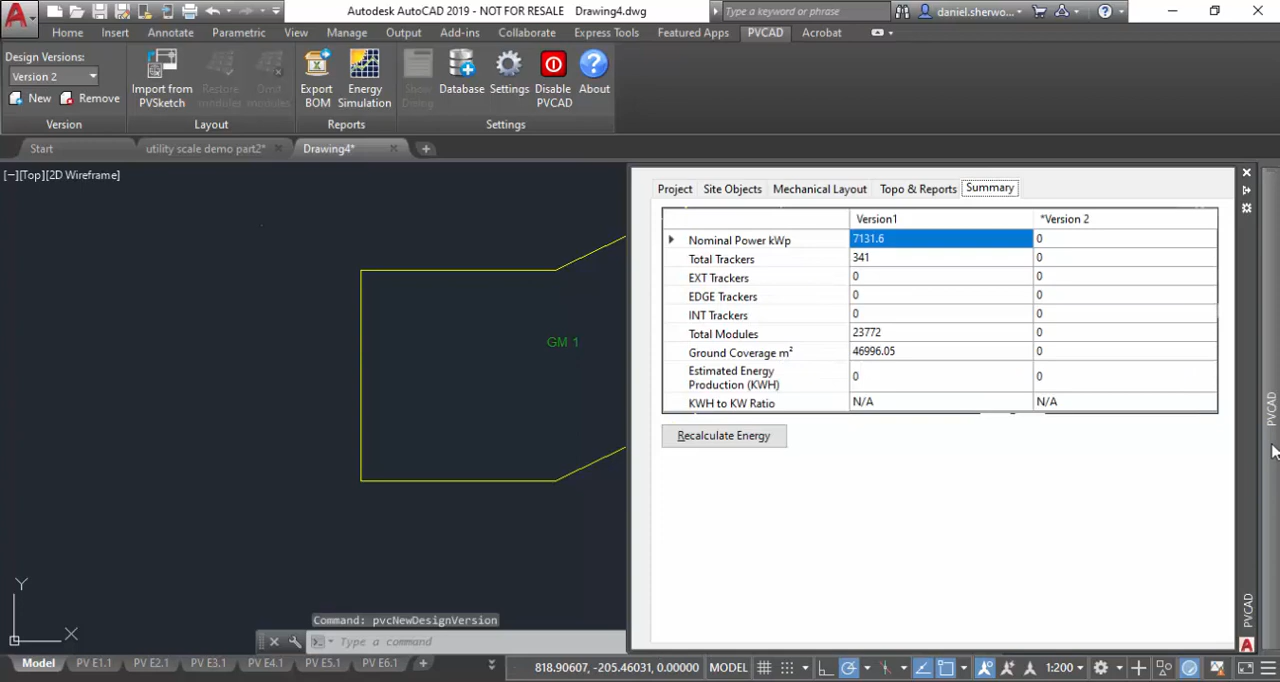 Autodesk AutoCAD 2019 - NOT FOR RESALE Drawing4.dwg
Type a keyword or phrase
daniel.sherwo...
Home Insert Annotate Parametric View Manage Output Add-ins Collaborate Express Tools Featured Apps PVCAD Acrobat
Design Versions:
Version 2
New Remove
Version
Import from PVSketch
Restore modules
Omit modules
Layout
Export BOM
Energy Simulation
Reports
Show Dialog
Database
Settings
Disable PVCAD
About
Settings
Start utility scale demo part2* Drawing4*
[−][Top][2D Wireframe]
GM 1
Y
X
Project Site Objects Mechanical Layout Topo & Reports Summary
Version1 *Version 2
Nominal Power kWp 7131.6 0
Total Trackers 341 0
EXT Trackers 0 0
EDGE Trackers 0 0
INT Trackers 0 0
Total Modules 23772 0
Ground Coverage m² 46996.05 0
Estimated Energy
Production (KWH) 0 0
KWH to KW Ratio N/A N/A
Recalculate Energy
PVCAD
PVCAD
Command: pvcNewDesignVersion
Type a command
Model PV E1.1 PV E2.1 PV E3.1 PV E4.1 PV E5.1 PV E6.1
818.90607, -205.46031, 0.00000 MODEL 1:200